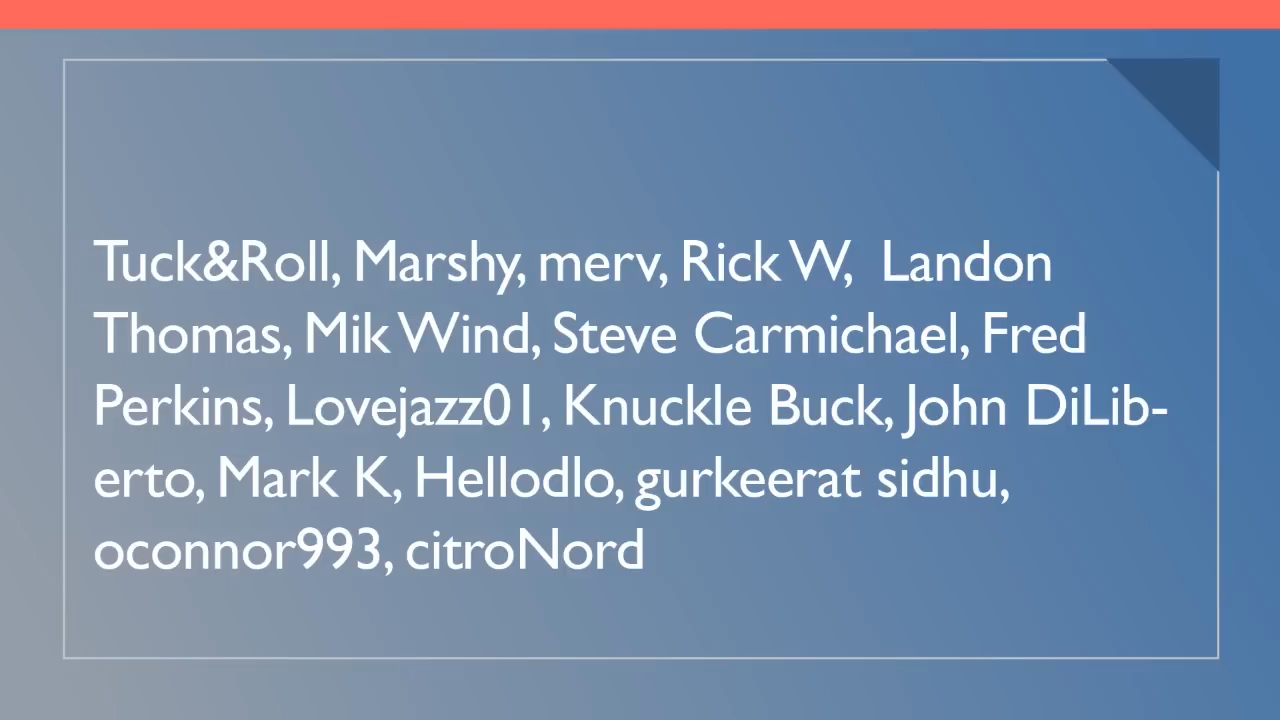 Tuck&Roll, Marshy, merv, Rick W,  Landon
Thomas, Mik Wind, Steve Carmichael, Fred
Perkins, Lovejazz01, Knuckle Buck, John DiLib-
erto, Mark K, Hellodlo, gurkeerat sidhu,
oconnor993, citroNord